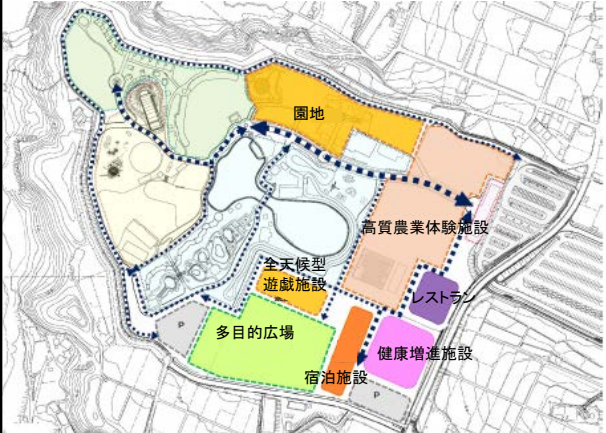 園地
高質農業体験施設
全天候型
遊戯施設
レストラン
多目的広場
健康増進施設
宿泊施設
P
P